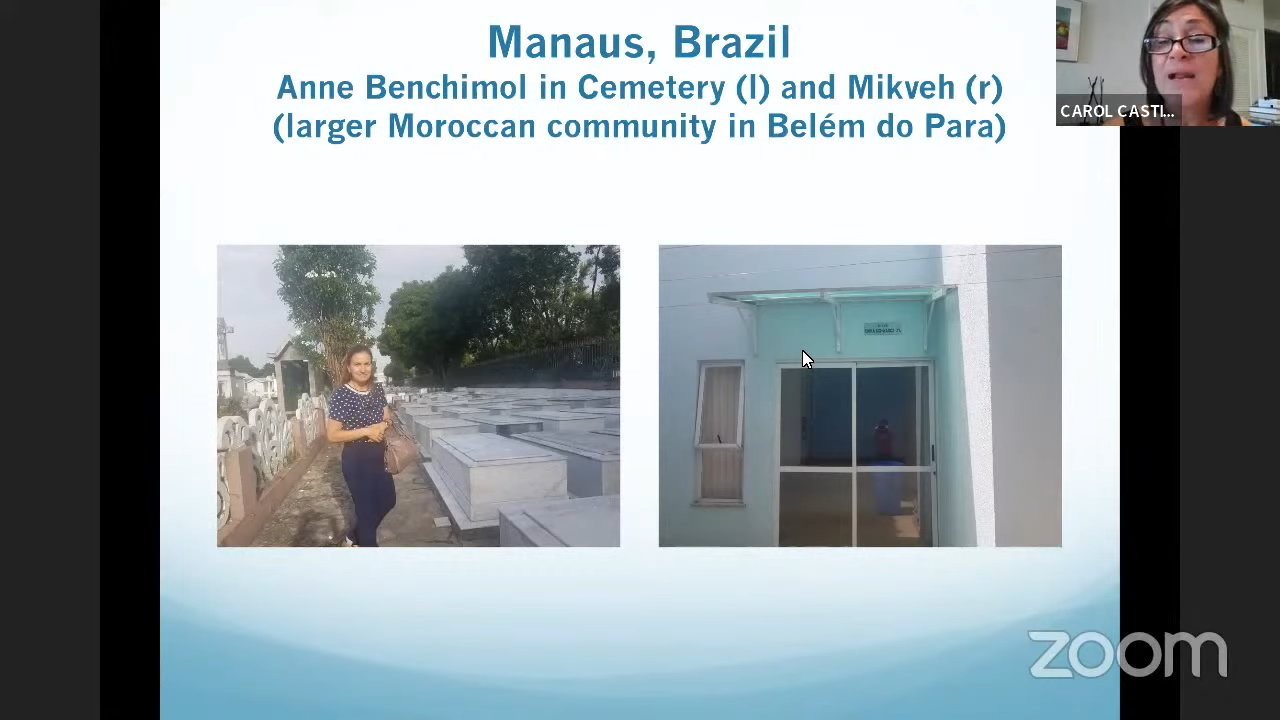 Manaus, Brazil
Anne Benchimol in Cemetery (l) and Mikveh (r)
(larger Moroccan community in Belém do Para)
CAROL CASTI...
zoom